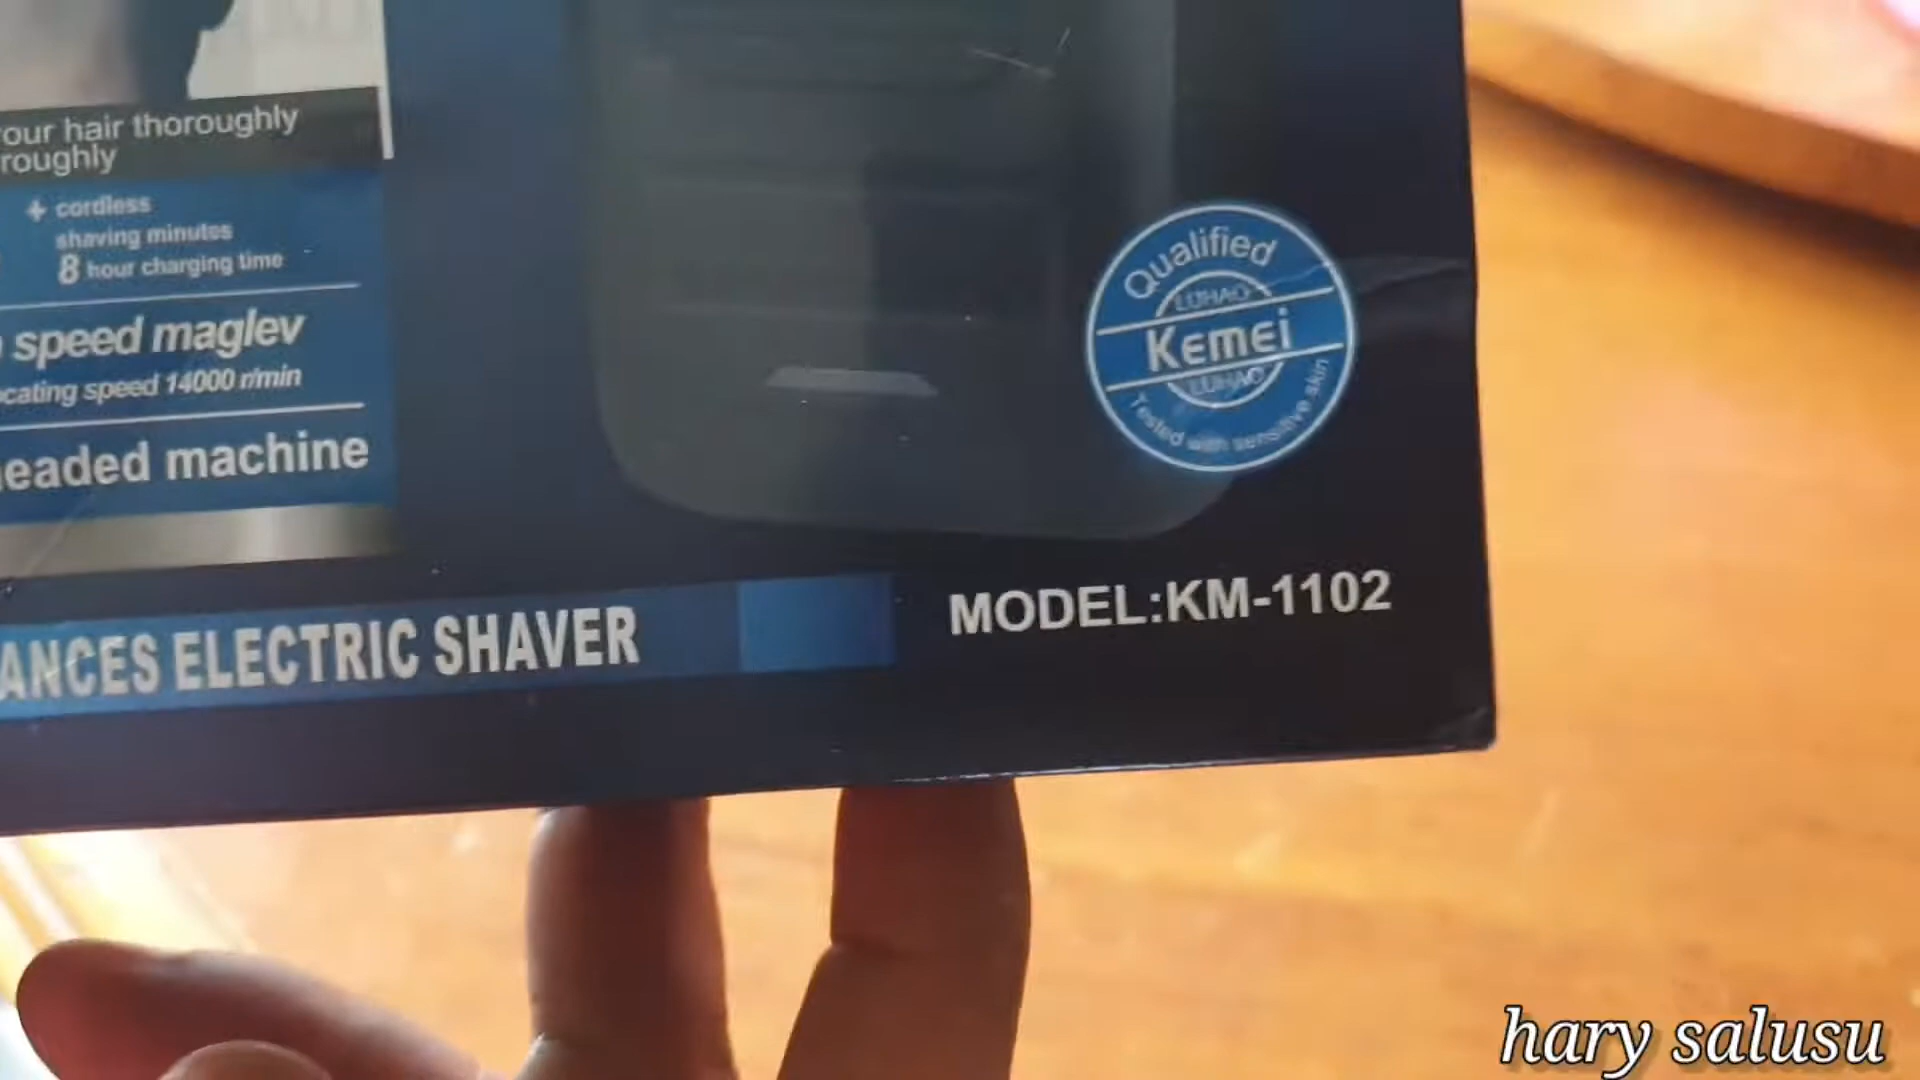 our hair thoroughly
roughly
+ cordless
shaving minutes
8 hour charging time
speed maglev
cating speed 14000 r/min
eaded machine
Qualified
LUHAO
Kemei
LUHAO
Tested with sensitive skin
ANCES ELECTRIC SHAVER
MODEL:KM-1102
hary salusu